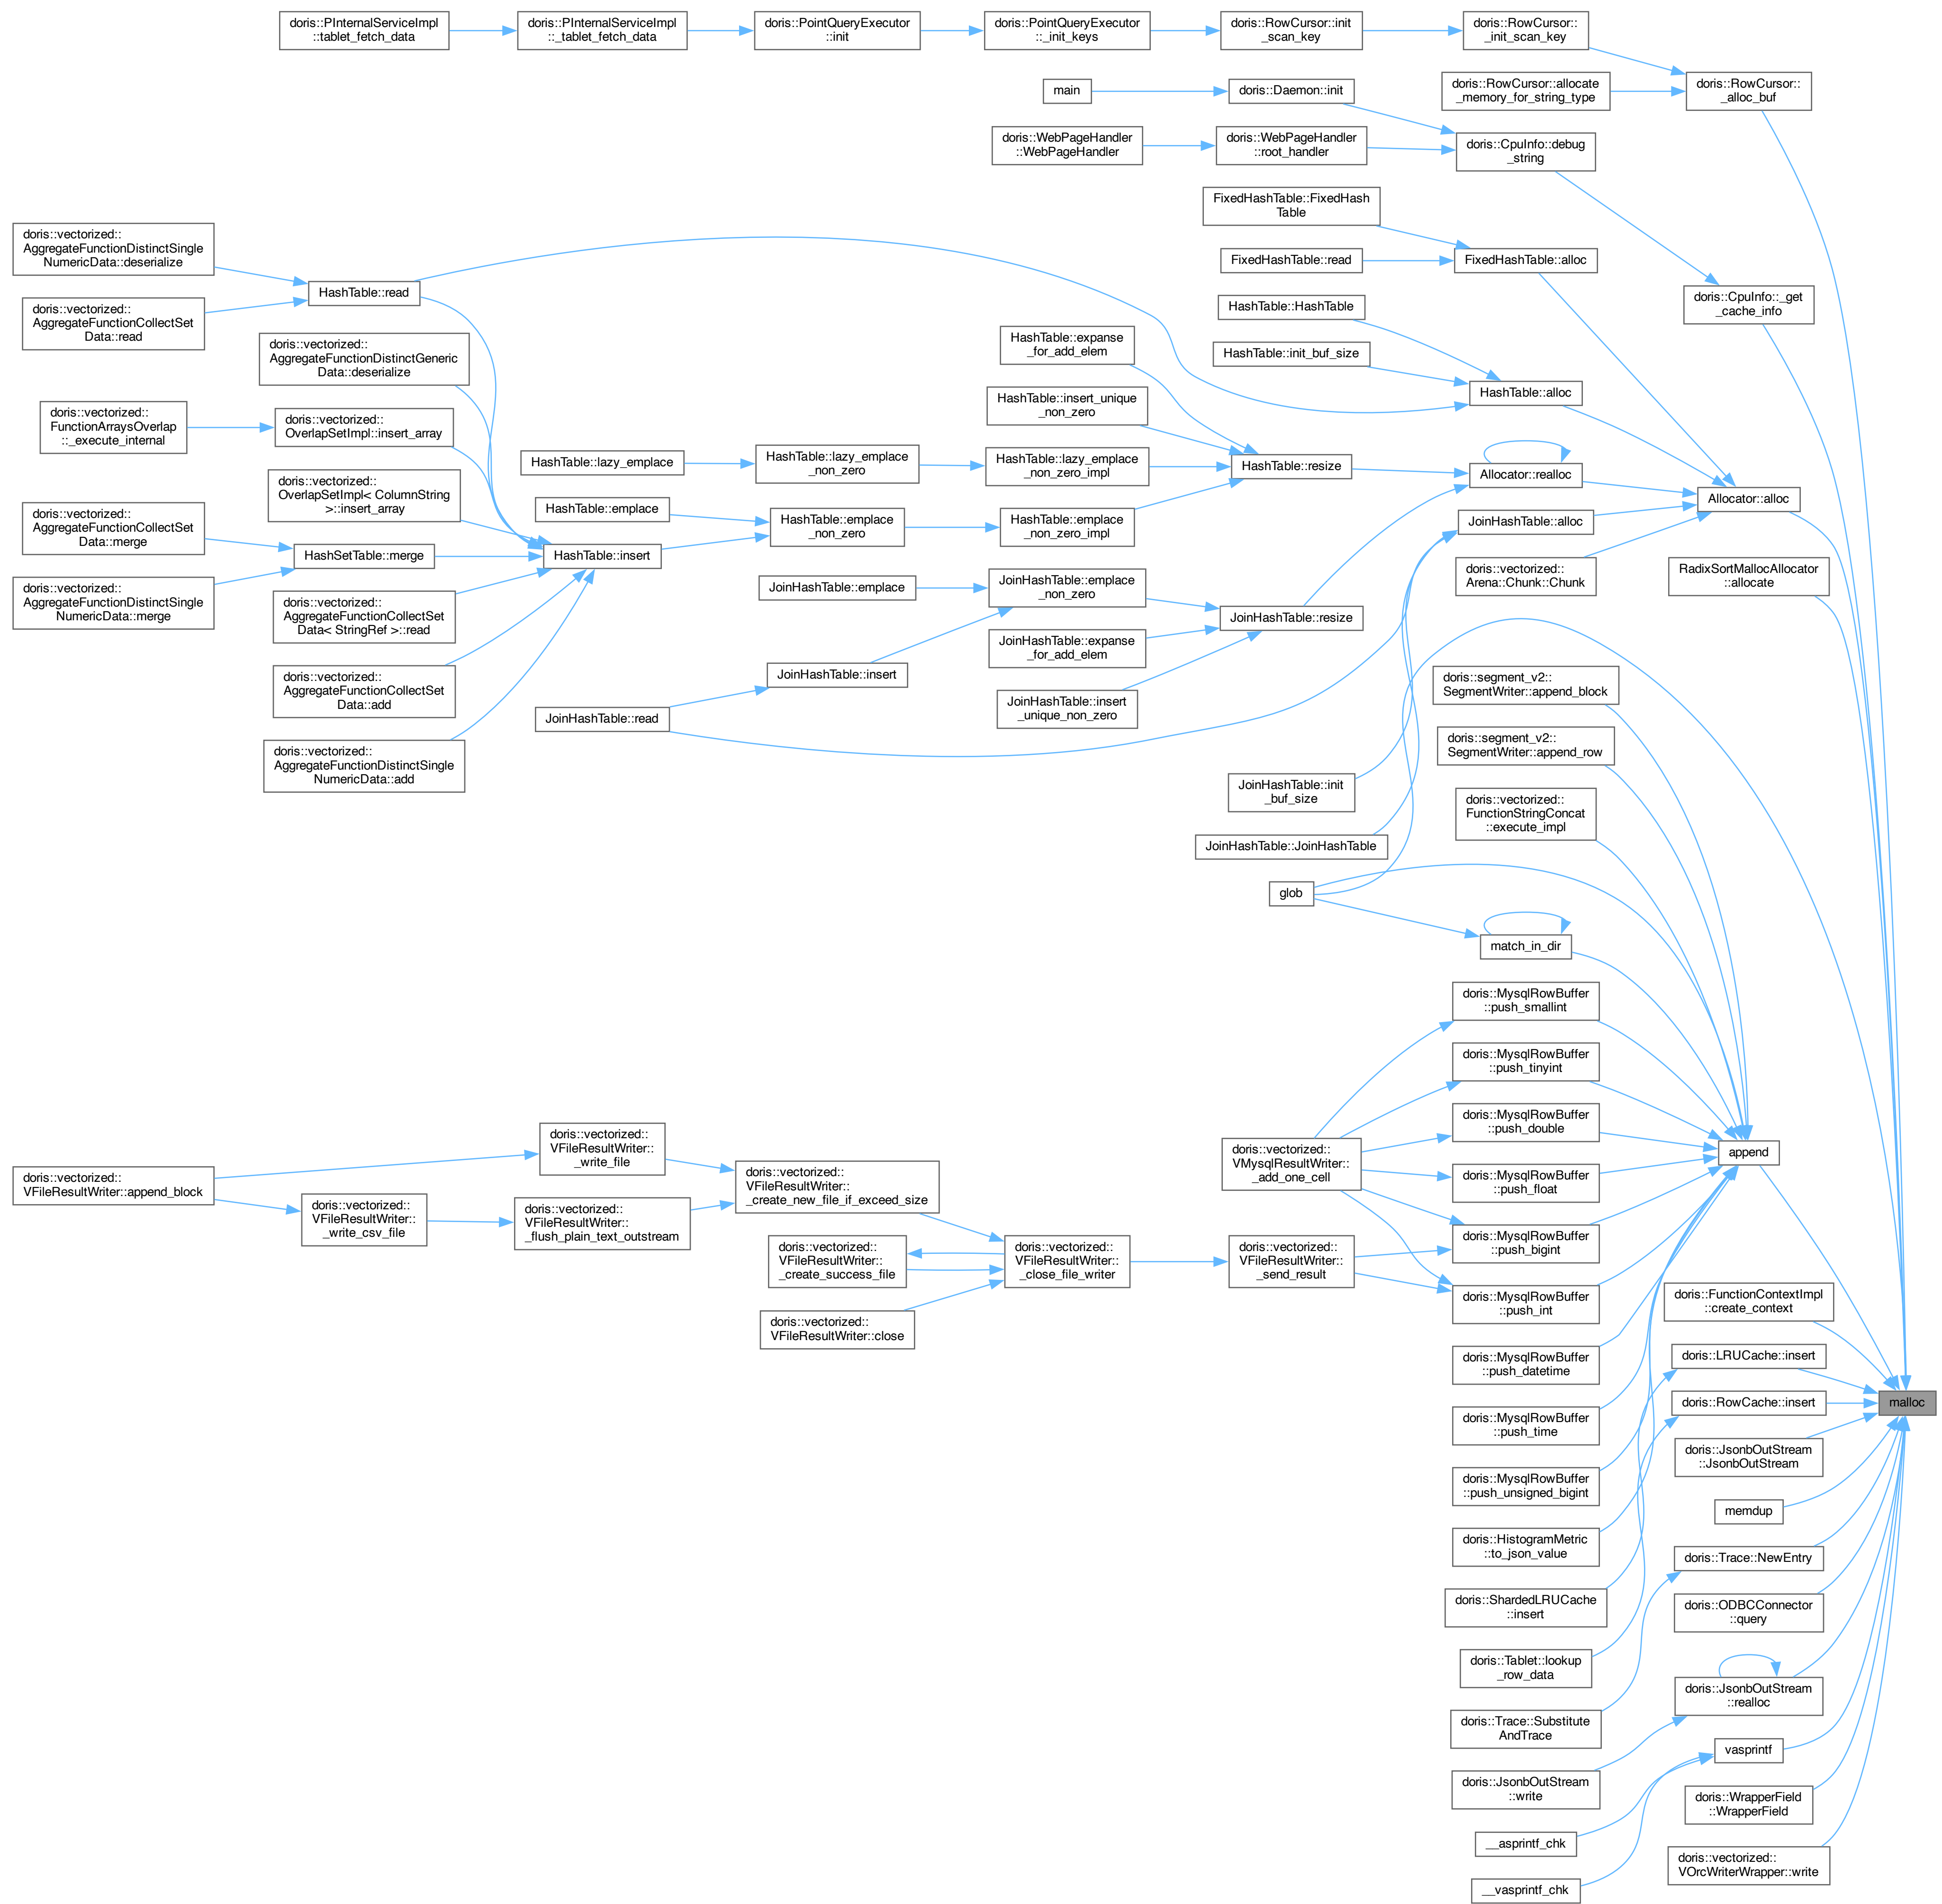 doris::PInternalServiceImpl
::tablet_fetch_data
doris::PInternalServiceImpl
::_tablet_fetch_data
doris::PointQueryExecutor
::init
doris::PointQueryExecutor
::_init_keys
doris::RowCursor::init
_scan_key
doris::RowCursor::
_init_scan_key
main
doris::Daemon::init
doris::RowCursor::allocate
_memory_for_string_type
doris::RowCursor::
_alloc_buf
doris::WebPageHandler
::WebPageHandler
doris::WebPageHandler
::root_handler
doris::CpuInfo::debug
_string
FixedHashTable::FixedHash
Table
FixedHashTable::read
FixedHashTable::alloc
doris::CpuInfo::_get
_cache_info
doris::vectorized::
AggregateFunctionDistinctSingle
NumericData::deserialize
HashTable::read
doris::vectorized::
AggregateFunctionCollectSet
Data::read
HashTable::HashTable
HashTable::init_buf_size
HashTable::alloc
doris::vectorized::
AggregateFunctionDistinctGeneric
Data::deserialize
HashTable::expanse
_for_add_elem
HashTable::insert_unique
_non_zero
doris::vectorized::
FunctionArraysOverlap
::_execute_internal
doris::vectorized::
OverlapSetImpl::insert_array
HashTable::lazy_emplace
HashTable::lazy_emplace
_non_zero
HashTable::lazy_emplace
_non_zero_impl
HashTable::resize
Allocator::realloc
Allocator::alloc
doris::vectorized::
OverlapSetImpl< ColumnString
>::insert_array
HashTable::emplace
HashTable::emplace
_non_zero
HashTable::emplace
_non_zero_impl
JoinHashTable::alloc
doris::vectorized::
AggregateFunctionCollectSet
Data::merge
HashSetTable::merge
HashTable::insert
doris::vectorized::
Arena::Chunk::Chunk
RadixSortMallocAllocator
::allocate
doris::vectorized::
AggregateFunctionDistinctSingle
NumericData::merge
doris::vectorized::
AggregateFunctionCollectSet
Data< StringRef >::read
JoinHashTable::emplace
JoinHashTable::emplace
_non_zero
JoinHashTable::resize
JoinHashTable::expanse
_for_add_elem
doris::vectorized::
AggregateFunctionCollectSet
Data::add
JoinHashTable::insert
JoinHashTable::insert
_unique_non_zero
JoinHashTable::read
doris::segment_v2::
SegmentWriter::append_block
doris::vectorized::
AggregateFunctionDistinctSingle
NumericData::add
doris::segment_v2::
SegmentWriter::append_row
JoinHashTable::init
_buf_size
doris::vectorized::
FunctionStringConcat
::execute_impl
JoinHashTable::JoinHashTable
glob
match_in_dir
doris::MysqlRowBuffer
::push_smallint
doris::MysqlRowBuffer
::push_tinyint
doris::MysqlRowBuffer
::push_double
doris::vectorized::
VMysqlResultWriter::
_add_one_cell
append
doris::MysqlRowBuffer
::push_float
doris::vectorized::
VFileResultWriter::
_write_file
doris::vectorized::
VFileResultWriter::append_block
doris::vectorized::
VFileResultWriter::
_create_new_file_if_exceed_size
doris::vectorized::
VFileResultWriter::
_write_csv_file
doris::vectorized::
VFileResultWriter::
_flush_plain_text_outstream
doris::MysqlRowBuffer
::push_bigint
doris::vectorized::
VFileResultWriter::
_create_success_file
doris::vectorized::
VFileResultWriter::
_close_file_writer
doris::vectorized::
VFileResultWriter::
_send_result
doris::MysqlRowBuffer
::push_int
doris::FunctionContextImpl
::create_context
doris::vectorized::
VFileResultWriter::close
doris::MysqlRowBuffer
::push_datetime
doris::LRUCache::insert
doris::RowCache::insert
malloc
doris::MysqlRowBuffer
::push_time
doris::JsonbOutStream
::JsonbOutStream
doris::MysqlRowBuffer
::push_unsigned_bigint
memdup
doris::HistogramMetric
::to_json_value
doris::Trace::NewEntry
doris::ShardedLRUCache
::insert
doris::ODBCConnector
::query
doris::Tablet::lookup
_row_data
doris::JsonbOutStream
::realloc
doris::Trace::Substitute
AndTrace
vasprintf
doris::JsonbOutStream
::write
doris::WrapperField
::WrapperField
__asprintf_chk
doris::vectorized::
VOrcWriterWrapper::write
__vasprintf_chk